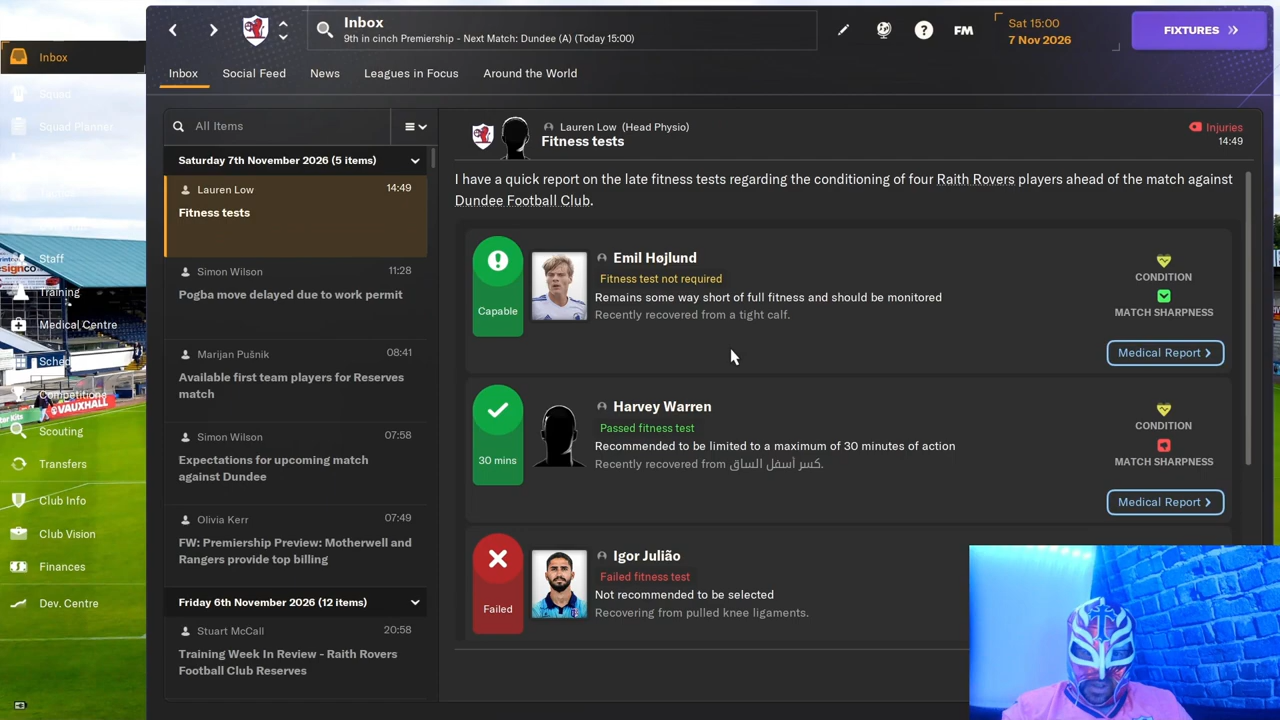 Inbox
9th in cinch Premiership - Next Match: Dundee (A) (Today 15:00)
FM
Sat 15:00
7 Nov 2026
FIXTURES
Inbox
Social Feed
News
Leagues in Focus
Around the World
Inbox
Squad
Squad Planner
Staff
Training
Medical Centre
Sched
Competitions
Scouting
Transfers
Club Info
Club Vision
Finances
Dev. Centre
VAUXHALL
All Items
Saturday 7th November 2026 (5 items)
Lauren Low 14:49
Fitness tests
Simon Wilson 11:28
Pogba move delayed due to work permit
Marijan Pušnik 08:41
Available first team players for Reserves
match
Simon Wilson 07:58
Expectations for upcoming match
against Dundee
Olivia Kerr 07:49
FW: Premiership Preview: Motherwell and
Rangers provide top billing
Friday 6th November 2026 (12 items)
Stuart McCall 20:58
Training Week In Review - Raith Rovers
Football Club Reserves
Lauren Low (Head Physio)
Fitness tests
Injuries
14:49
I have a quick report on the late fitness tests regarding the conditioning of four Raith Rovers players ahead of the match against
Dundee Football Club.
Capable
Emil Højlund
Fitness test not required
Remains some way short of full fitness and should be monitored
Recently recovered from a tight calf.
CONDITION
MATCH SHARPNESS
Medical Report
30 mins
Harvey Warren
Passed fitness test
Recommended to be limited to a maximum of 30 minutes of action
Recently recovered from كسر أسفل الساق.
CONDITION
MATCH SHARPNESS
Medical Report
Failed
Igor Julião
Failed fitness test
Not recommended to be selected
Recovering from pulled knee ligaments.